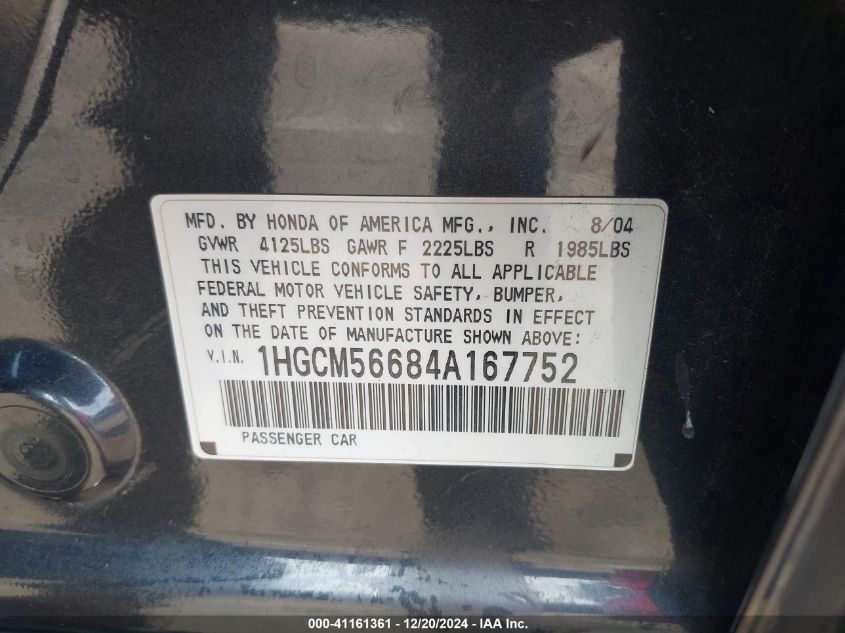 MFD. BY HONDA OF AMERICA MFG., INC. 8/04
GVWR 4125LBS GAWR F 2225LBS R 1985LBS
THIS VEHICLE CONFORMS TO ALL APPLICABLE
FEDERAL MOTOR VEHICLE SAFETY, BUMPER,
AND THEFT PREVENTION STANDARDS IN EFFECT
ON THE DATE OF MANUFACTURE SHOWN ABOVE:
V.I.N. 1HGCM56684A167752
PASSENGER CAR
000-41161361 - 12/20/2024 - IAA Inc.